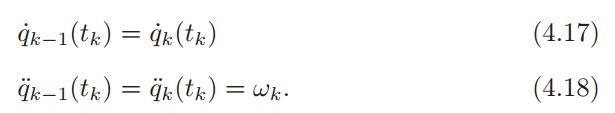 q̇ₖ₋₁(tₖ) = q̇ₖ(tₖ) (4.17)
q̈ₖ₋₁(tₖ) = q̈ₖ(tₖ) = ωₖ. (4.18)